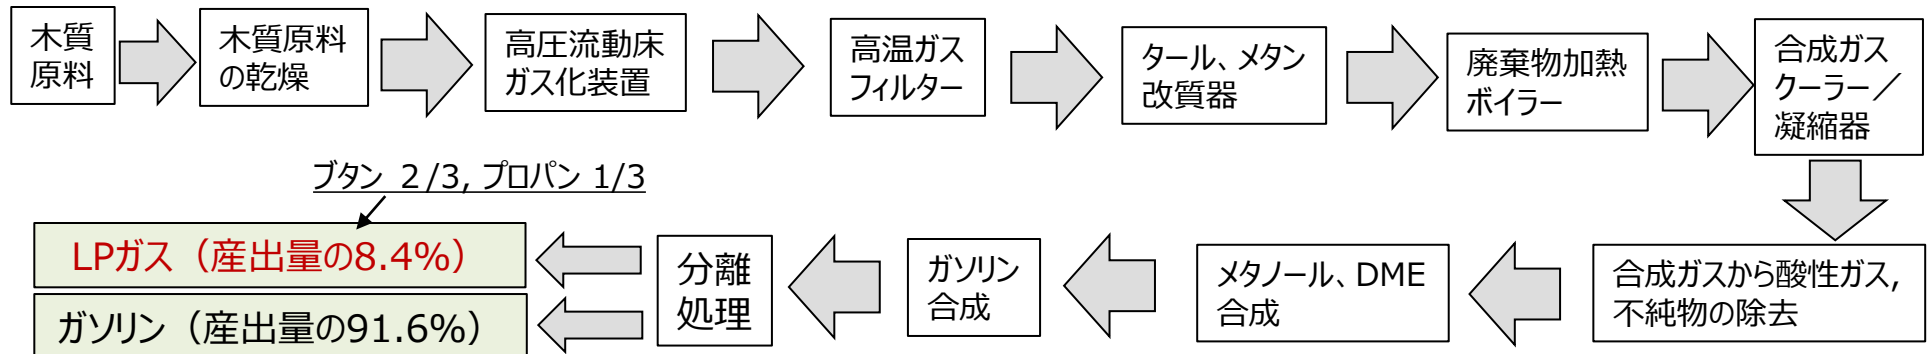 木質
原料
木質原料
の乾燥
高圧流動床
ガス化装置
高温ガス
フィルター
タール、メタン
改質器
廃棄物加熱
ボイラー
合成ガス
クーラー／
凝縮器
合成ガスから酸性ガス,
不純物の除去
メタノール、DME
合成
ガソリン
合成
分離
処理
ブタン ２/3, プロパン 1/3
LPガス（産出量の8.4%）
ガソリン（産出量の91.6%）